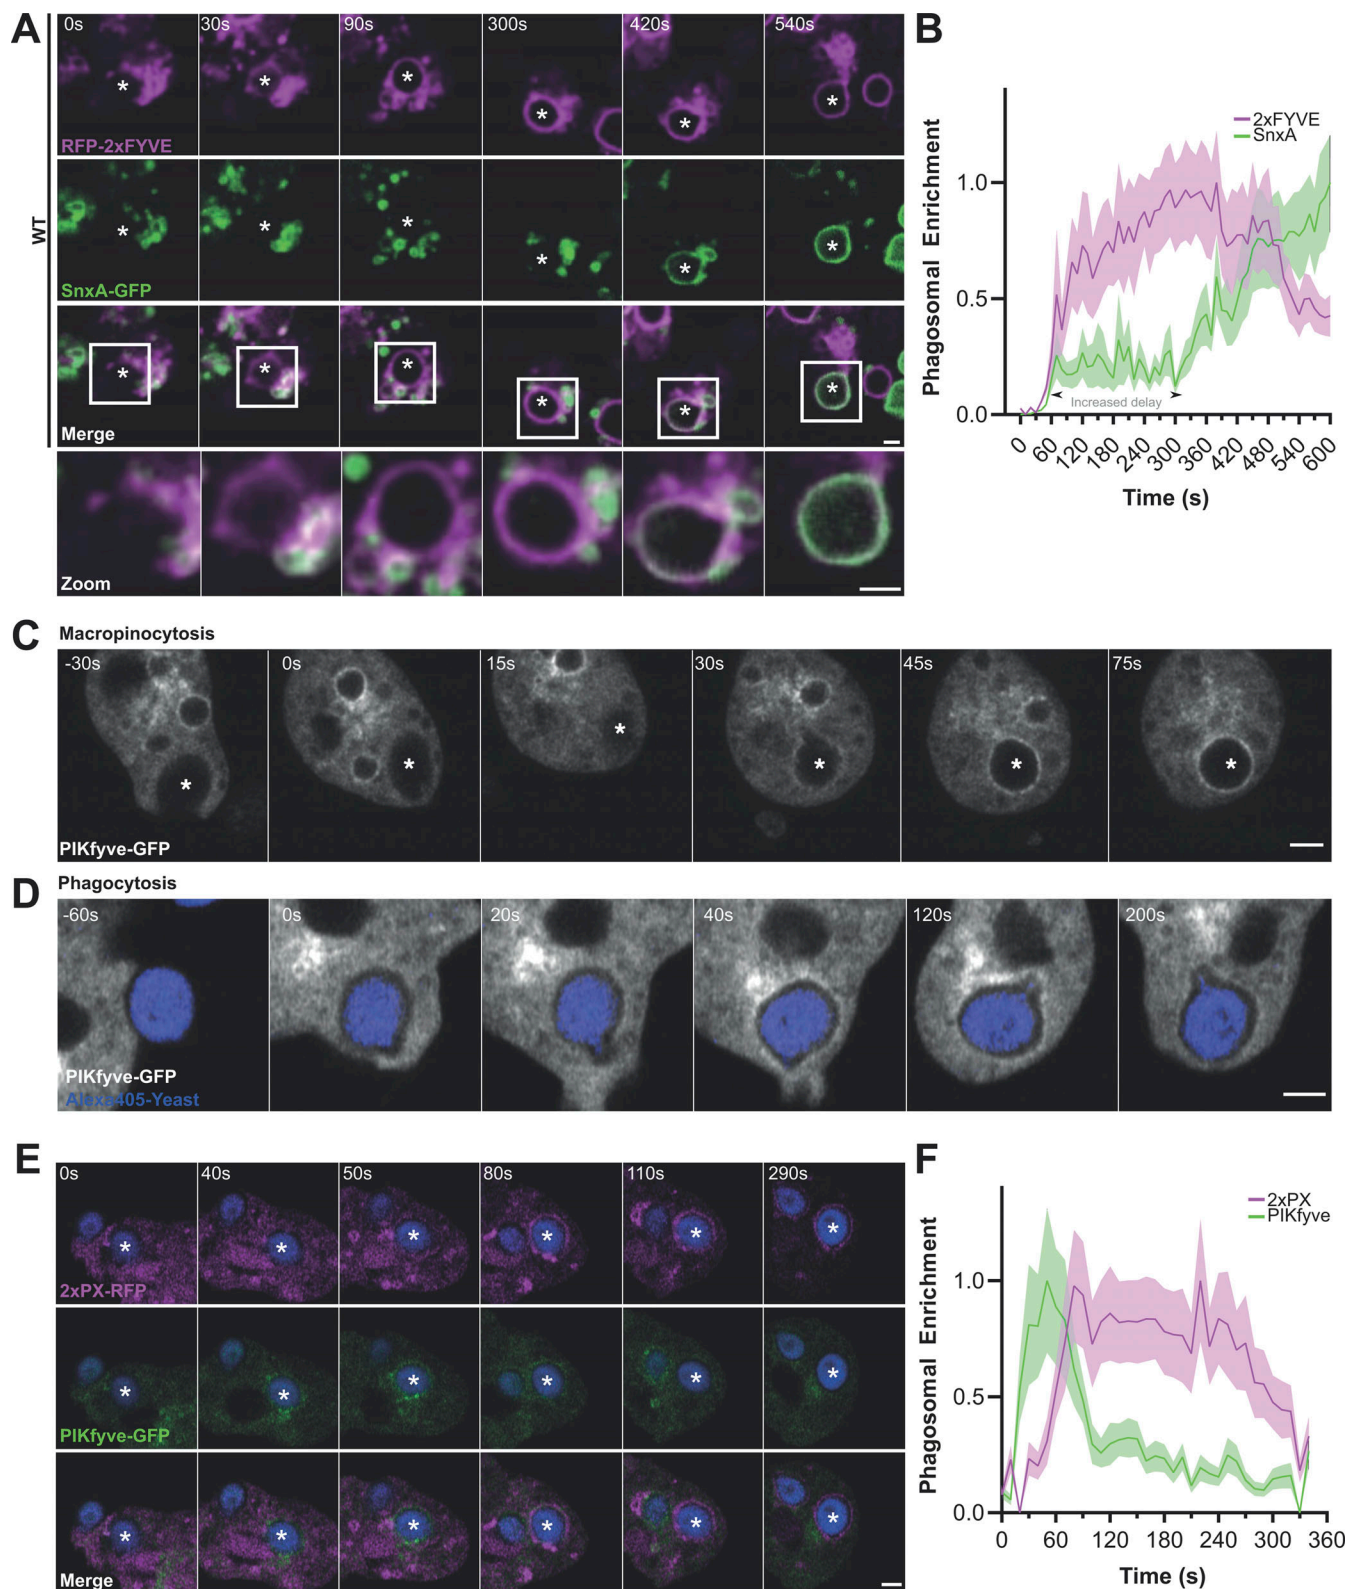 A
0s 30s 90s 300s 420s 540s
RFP-2xFYVE
WT
SnxA-GFP
Merge
Zoom
B
2xFYVE
SnxA
Phagosomal Enrichment
1.0
0.5
0.0
Increased delay
0 60 120 180 240 300 360 420 480 540 600
Time (s)
C Macropinocytosis
-30s 0s 15s 30s 45s 75s
PIKfyve-GFP
D Phagocytosis
-60s 0s 20s 40s 120s 200s
PIKfyve-GFP
Alexa405-Yeast
E
0s 40s 50s 80s 110s 290s
2xPX-RFP
PIKfyve-GFP
Merge
F
2xPX
PIKfyve
Phagosomal Enrichment
1.0
0.5
0.0
0 60 120 180 240 300 360
Time (s)